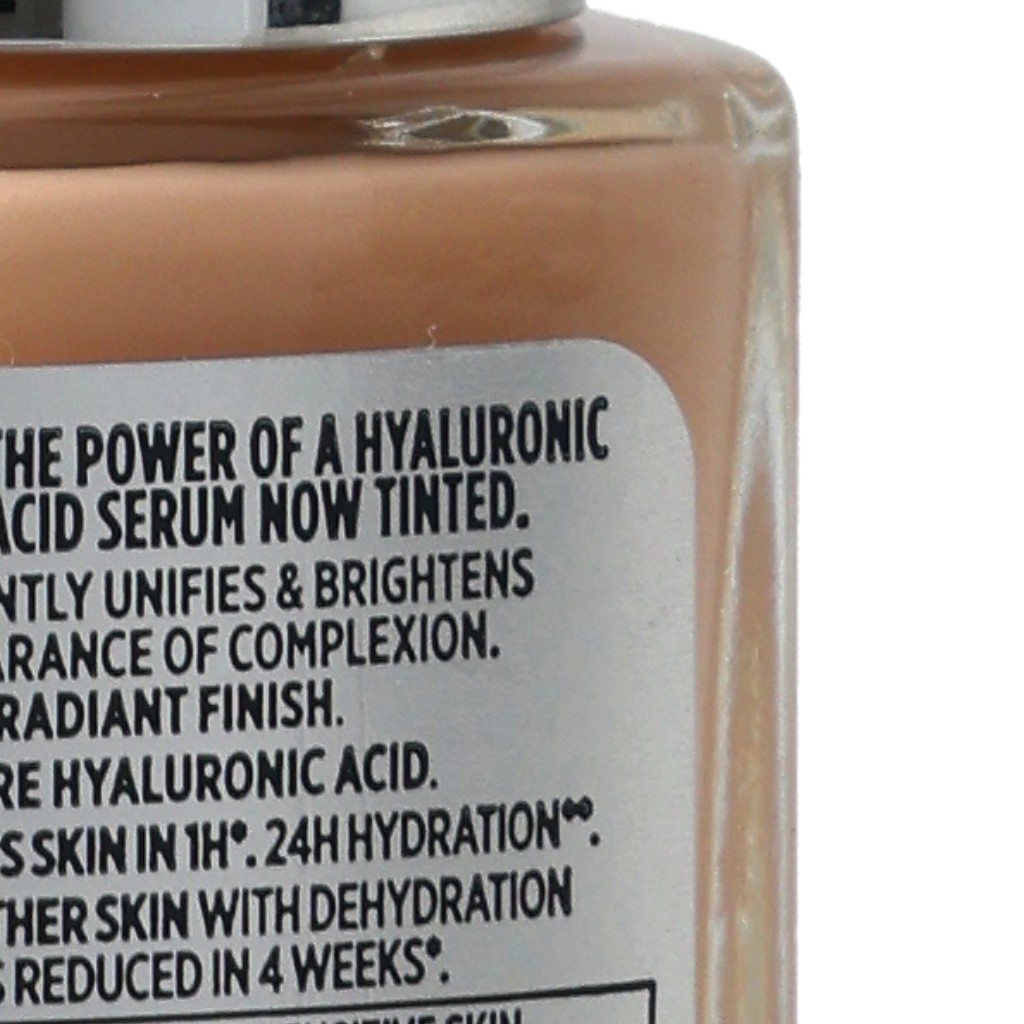 THE POWER OF A HYALURONIC
ACID SERUM NOW TINTED.
NTLY UNIFIES & BRIGHTENS
ARANCE OF COMPLEXION.
RADIANT FINISH.
RE HYALURONIC ACID.
S SKIN IN 1H*. 24H HYDRATION**.
THER SKIN WITH DEHYDRATION
S REDUCED IN 4 WEEKS*.
SKIN